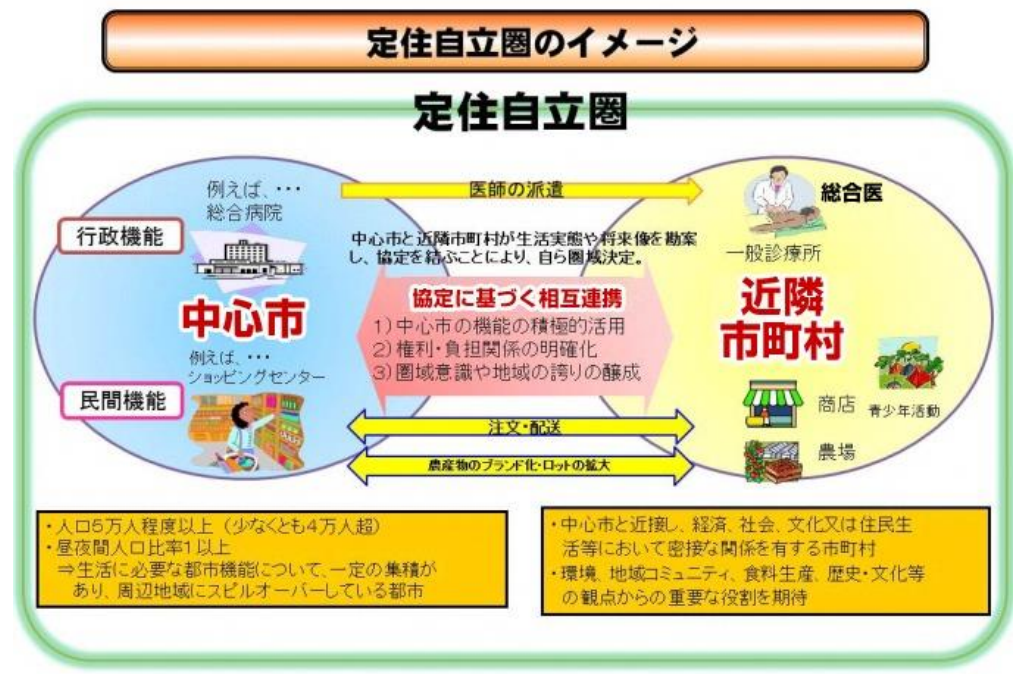 定住自立圏のイメージ
定住自立圏
例えば、・・・
総合病院
行政機能
中心市
例えば、・・・
ショッピングセンター
民間機能
医師の派遣
中心市と近隣市町村が生活実態や将来像を勘案
し、協定を結ぶことにより、自ら圏域決定。
協定に基づく相互連携
1)中心市の機能の積極的活用
2)権利・負担関係の明確化
3)圏域意識や地域の誇りの醸成
注文・配送
農産物のブランド化・ロットの拡大
総合医
一般診療所
近隣
市町村
商店
青少年活動
農場
・人口5万人程度以上（少なくとも4万人超）
・昼夜間人口比率1以上
⇒生活に必要な都市機能について、一定の集積が
あり、周辺地域にスピルオーバーしている都市
・中心市と近接し、経済、社会、文化又は住民生
活等において密接な関係を有する市町村
・環境、地域コミュニティ、食料生産、歴史・文化等
の観点からの重要な役割を期待